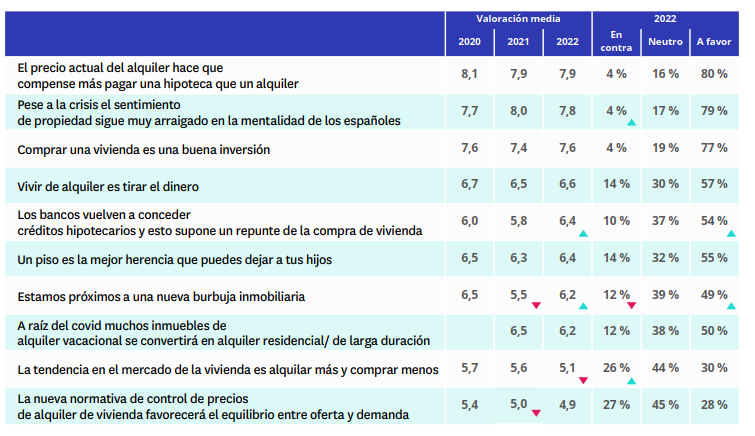 Valoración media 2022
2020 2021 2022 En contra Neutro A favor
El precio actual del alquiler hace que
compense más pagar una hipoteca que un alquiler 8,1 7,9 7,9 4 % 16 % 80 %
Pese a la crisis el sentimiento
de propiedad sigue muy arraigado en la mentalidad de los españoles 7,7 8,0 7,8 4 % 17 % 79 %
Comprar una vivienda es una buena inversión 7,6 7,4 7,6 4 % 19 % 77 %
Vivir de alquiler es tirar el dinero 6,7 6,5 6,6 14 % 30 % 57 %
Los bancos vuelven a conceder
créditos hipotecarios y esto supone un repunte de la compra de vivienda 6,0 5,8 6,4 10 % 37 % 54 %
Un piso es la mejor herencia que puedes dejar a tus hijos 6,5 6,3 6,4 14 % 32 % 55 %
Estamos próximos a una nueva burbuja inmobiliaria 6,5 5,5 6,2 12 % 39 % 49 %
A raíz del covid muchos inmuebles de
alquiler vacacional se convertirá en alquiler residencial/ de larga duración 6,5 6,2 12 % 38 % 50 %
La tendencia en el mercado de la vivienda es alquilar más y comprar menos 5,7 5,6 5,1 26 % 44 % 30 %
La nueva normativa de control de precios
de alquiler de vivienda favorecerá el equilibrio entre oferta y demanda 5,4 5,0 4,9 27 % 45 % 28 %